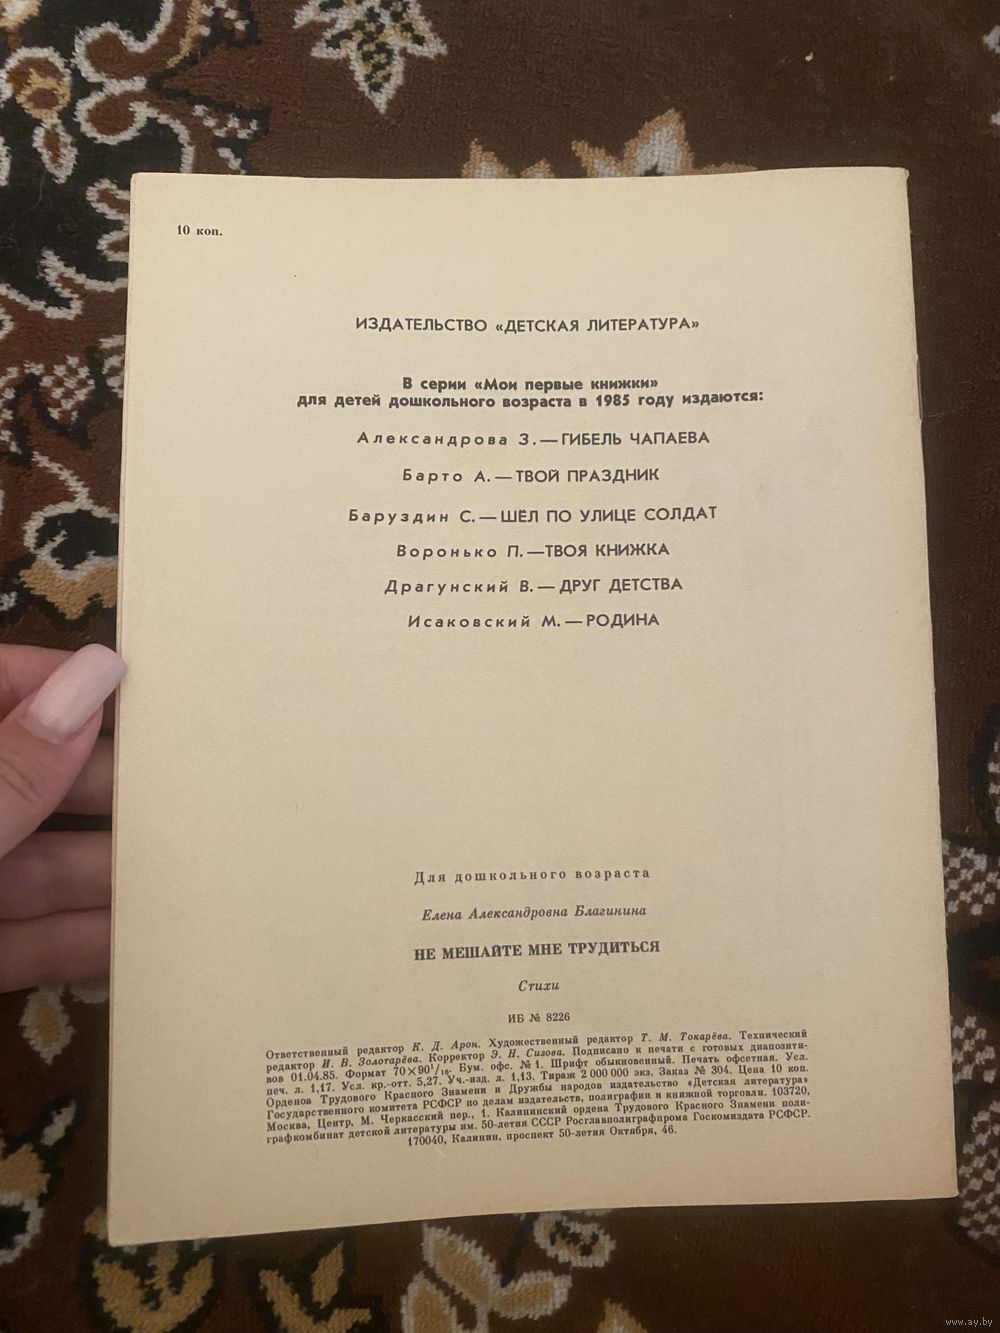 10 коп.
ИЗДАТЕЛЬСТВО «ДЕТСКАЯ ЛИТЕРАТУРА»
В серии «Мои первые книжки»
для детей дошкольного возраста в 1985 году издаются:
Александрова З. — ГИБЕЛЬ ЧАПАЕВА
Барто А. — ТВОЙ ПРАЗДНИК
Баруздин С. — ШЁЛ ПО УЛИЦЕ СОЛДАТ
Воронько П. — ТВОЯ КНИЖКА
Драгунский В. — ДРУГ ДЕТСТВА
Исаковский М. — РОДИНА
Для дошкольного возраста
Елена Александровна Благинина
НЕ МЕШАЙТЕ МНЕ ТРУДИТЬСЯ
Стихи
ИБ № 8226
Ответственный редактор К. Д. Арон. Художественный редактор Т. М. Токарёва. Технический
редактор И. В. Золотарёва. Корректор Э. Н. Сизова. Подписано к печати с готовых диапозити-
вов 01.04.85. Формат 70×90¹/₁₆. Бум. офс. № 1. Шрифт обыкновенный. Печать офсетная. Усл.
печ. л. 1,17. Усл. кр.-отт. 5,27. Уч.-изд. л. 1,13. Тираж 2 000 000 экз. Заказ № 304. Цена 10 коп.
Орденов Трудового Красного Знамени и Дружбы народов издательство «Детская литература»
Государственного комитета РСФСР по делам издательств, полиграфии и книжной торговли. 103720,
Москва, Центр, М. Черкасский пер., 1. Калининский ордена Трудового Красного Знамени поли-
графкомбинат детской литературы им. 50-летия СССР Росглавполиграфпрома Госкомиздата РСФСР.
170040, Калинин, проспект 50-летия Октября, 46.
www.ay.by